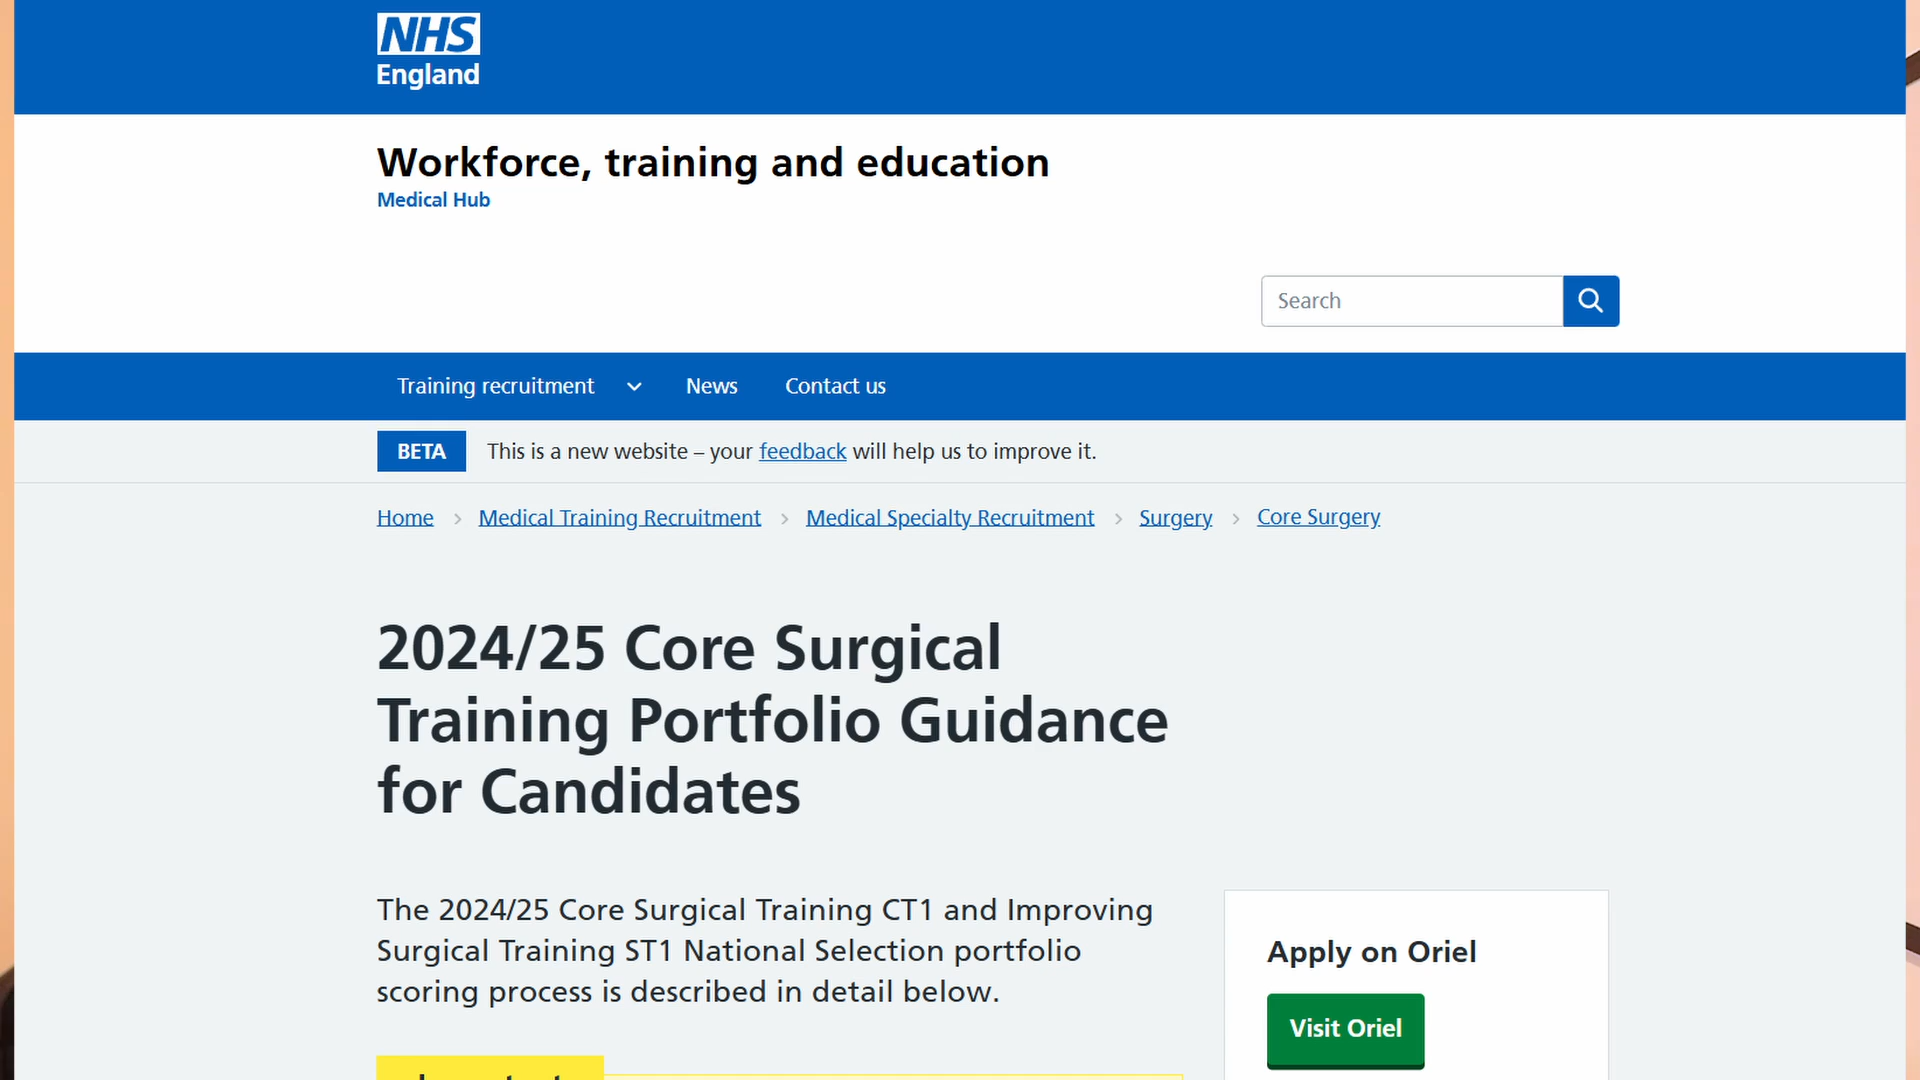 NHS
England
Workforce, training and education
Medical Hub
Search
Training recruitment
News
Contact us
BETA
This is a new website – your feedback will help us to improve it.
Home
Medical Training Recruitment
Medical Specialty Recruitment
Surgery
Core Surgery
2024/25 Core Surgical
Training Portfolio Guidance
for Candidates
The 2024/25 Core Surgical Training CT1 and Improving
Surgical Training ST1 National Selection portfolio
scoring process is described in detail below.
Apply on Oriel
Visit Oriel